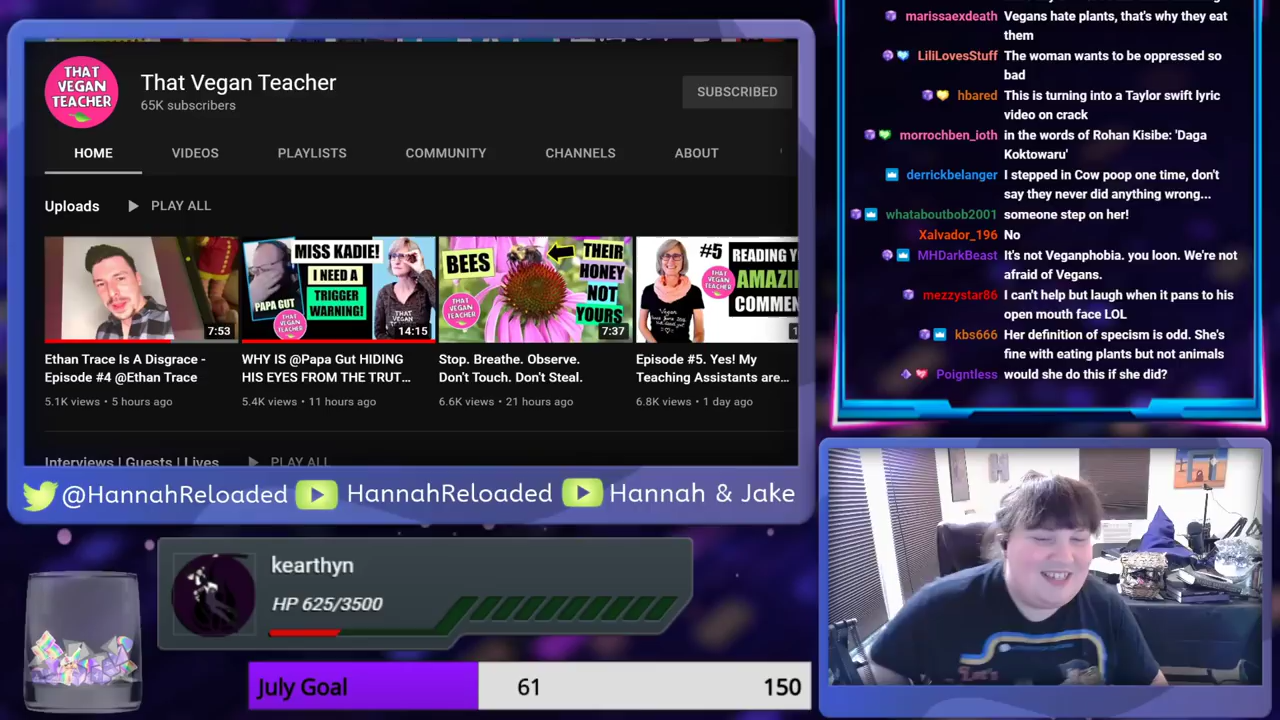 THAT
VEGAN
TEACHER
That Vegan Teacher
65K subscribers
SUBSCRIBED
HOME
VIDEOS
PLAYLISTS
COMMUNITY
CHANNELS
ABOUT
Uploads
PLAY ALL
7:53
MISS KADIE!
I NEED A
TRIGGER
WARNING!
PAPA GUT
THAT
VEGAN
TEACHER
14:15
BEES
THEIR
HONEY
NOT
YOURS
THAT
VEGAN
TEACHER
7:37
#5
READING Y
AMAZI
COMMEN
THAT
VEGAN
TEACHER
Ethan Trace Is A Disgrace -
Episode #4 @Ethan Trace
5.1K views • 5 hours ago
WHY IS @Papa Gut HIDING
HIS EYES FROM THE TRUT...
5.4K views • 11 hours ago
Stop. Breathe. Observe.
Don't Touch. Don't Steal.
6.6K views • 21 hours ago
Episode #5. Yes! My
Teaching Assistants are...
6.8K views • 1 day ago
Interviews | Guests | Lives
PLAY ALL
@HannahReloaded
HannahReloaded
Hannah & Jake
kearthyn
HP 625/3500
July Goal
61
150
marissaexdeath Vegans hate plants, that's why they eat
them
LiliLovesStuff The woman wants to be oppressed so
bad
hbared This is turning into a Taylor swift lyric
video on crack
morrochben_ioth in the words of Rohan Kisibe: 'Daga
Koktowaru'
derrickbelanger I stepped in Cow poop one time, don't
say they never did anything wrong...
whataboutbob2001 someone step on her!
Xalvador_196 No
MHDarkBeast It's not Veganphobia. you loon. We're not
afraid of Vegans.
mezzystar86 I can't help but laugh when it pans to his
open mouth face LOL
kbs666 Her definition of specism is odd. She's
fine with eating plants but not animals
Poigntless would she do this if she did?